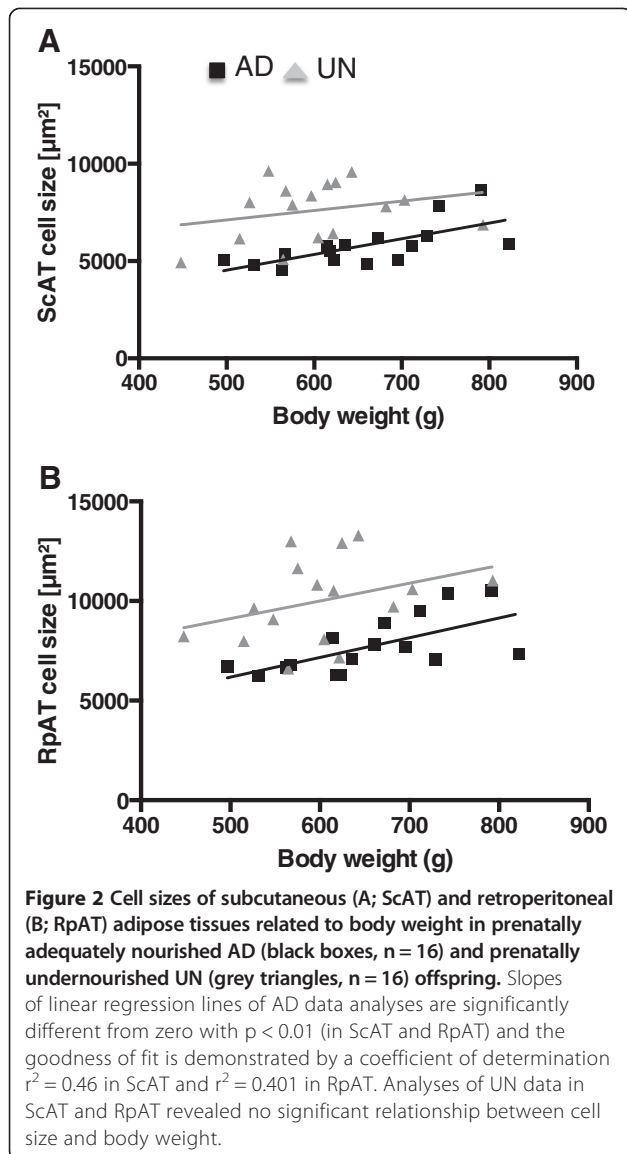 A
AD UN
15000
10000
5000
0
400 500 600 700 800 900
ScAT cell size [µm²]
Body weight (g)
B
15000
10000
5000
0
400 500 600 700 800 900
RpAT cell size [µm²]
Body weight (g)
Figure 2 Cell sizes of subcutaneous (A; ScAT) and retroperitoneal
(B; RpAT) adipose tissues related to body weight in prenatally
adequately nourished AD (black boxes, n = 16) and prenatally
undernourished UN (grey triangles, n = 16) offspring. Slopes
of linear regression lines of AD data analyses are significantly
different from zero with p < 0.01 (in ScAT and RpAT) and the
goodness of fit is demonstrated by a coefficient of determination
r² = 0.46 in ScAT and r² = 0.401 in RpAT. Analyses of UN data in
ScAT and RpAT revealed no significant relationship between cell
size and body weight.